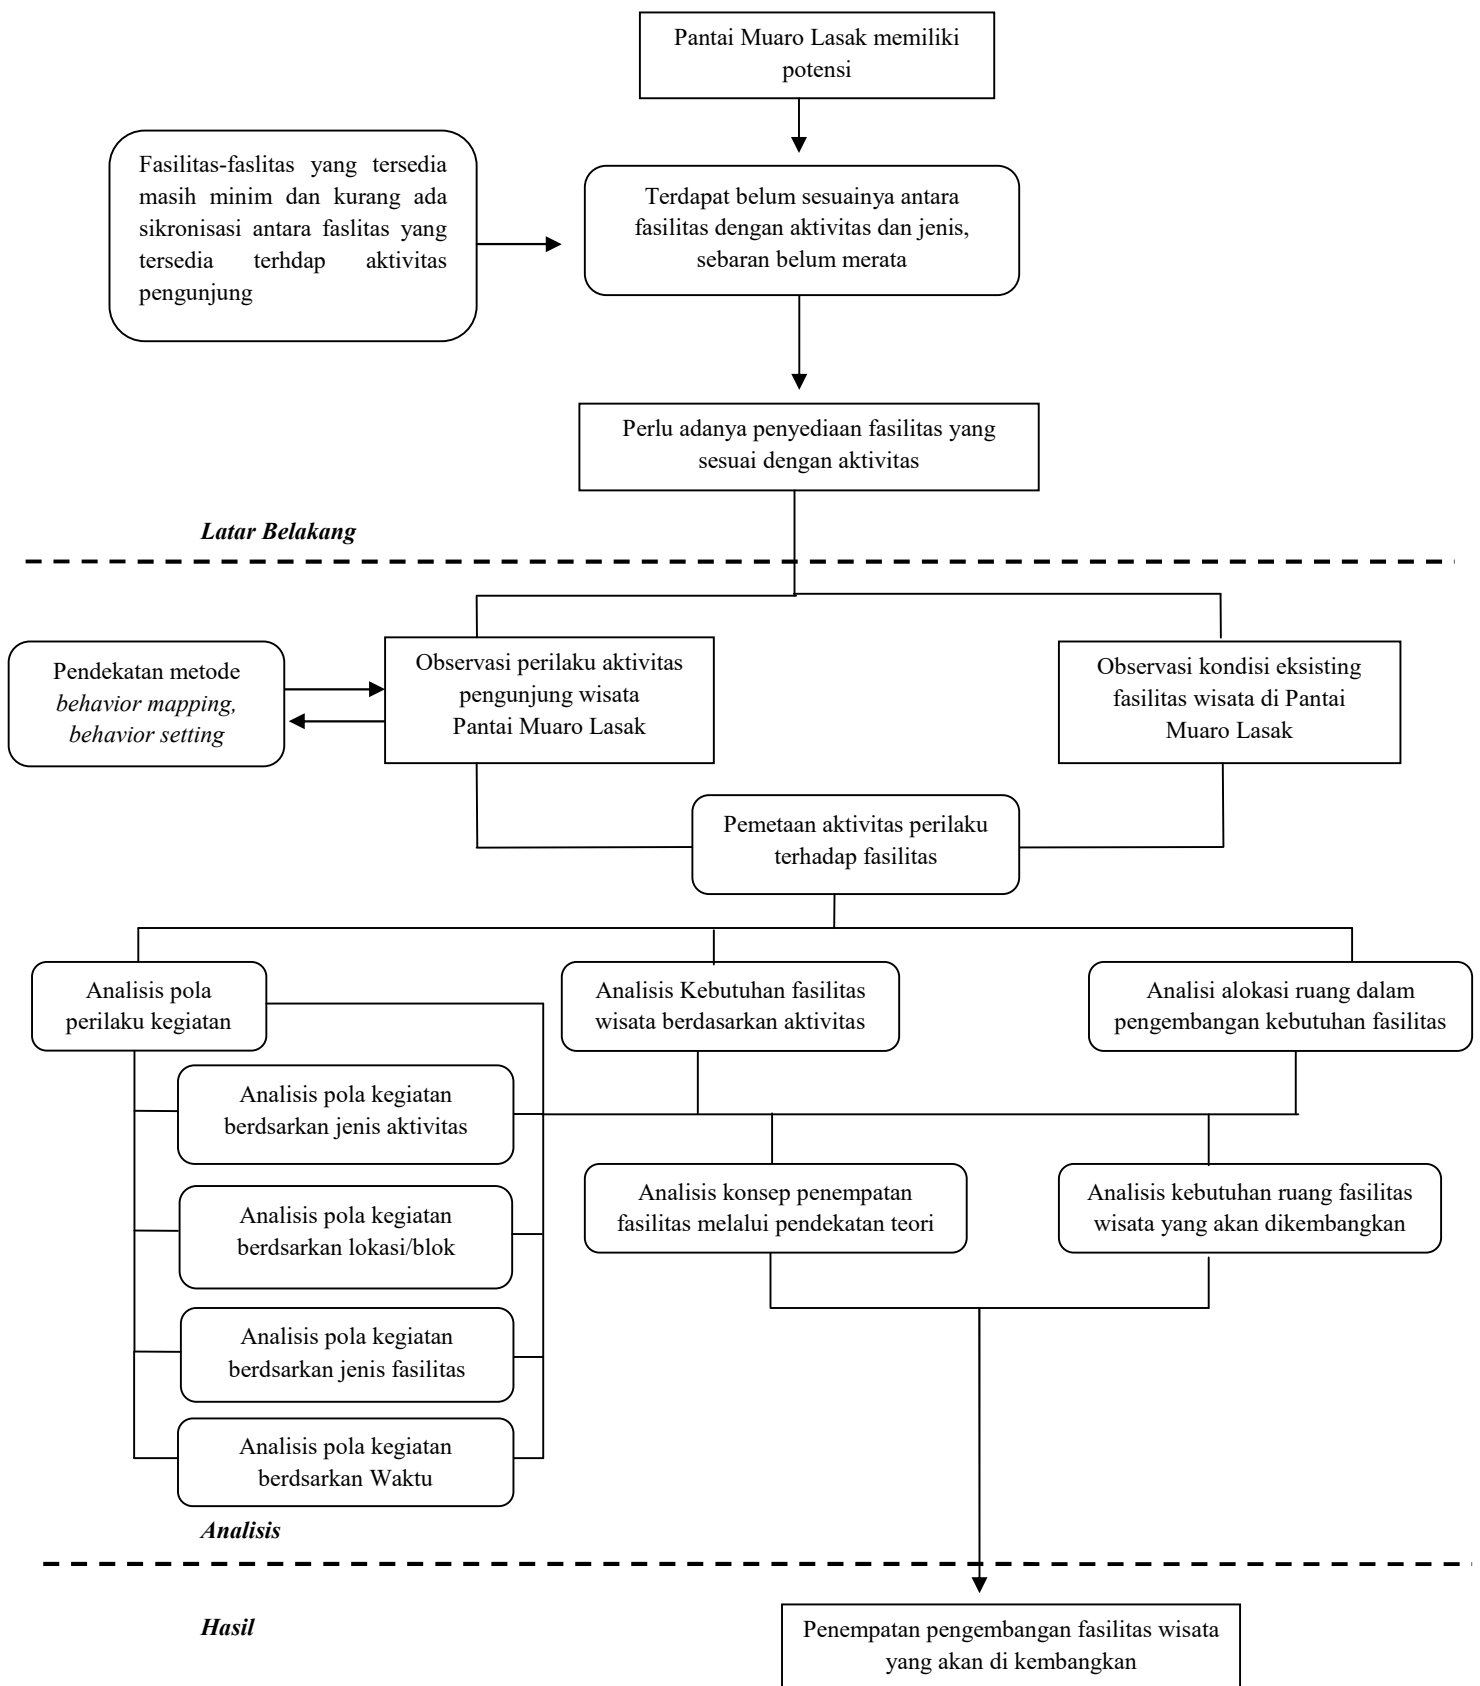 Pantai Muaro Lasak memiliki
potensi
Fasilitas-faslitas yang tersedia
masih minim dan kurang ada
sikronisasi antara faslitas yang
tersedia terhdap aktivitas
pengunjung
Terdapat belum sesuainya antara
fasilitas dengan aktivitas dan jenis,
sebaran belum merata
Perlu adanya penyediaan fasilitas yang
sesuai dengan aktivitas
Latar Belakang
Pendekatan metode
behavior mapping,
behavior setting
Observasi perilaku aktivitas
pengunjung wisata
Pantai Muaro Lasak
Observasi kondisi eksisting
fasilitas wisata di Pantai
Muaro Lasak
Pemetaan aktivitas perilaku
terhadap fasilitas
Analisis pola
perilaku kegiatan
Analisis Kebutuhan fasilitas
wisata berdasarkan aktivitas
Analisi alokasi ruang dalam
pengembangan kebutuhan fasilitas
Analisis pola kegiatan
berdsarkan jenis aktivitas
Analisis konsep penempatan
fasilitas melalui pendekatan teori
Analisis kebutuhan ruang fasilitas
wisata yang akan dikembangkan
Analisis pola kegiatan
berdsarkan lokasi/blok
Analisis pola kegiatan
berdsarkan jenis fasilitas
Analisis pola kegiatan
berdsarkan Waktu
Analisis
Hasil
Penempatan pengembangan fasilitas wisata
yang akan di kembangkan